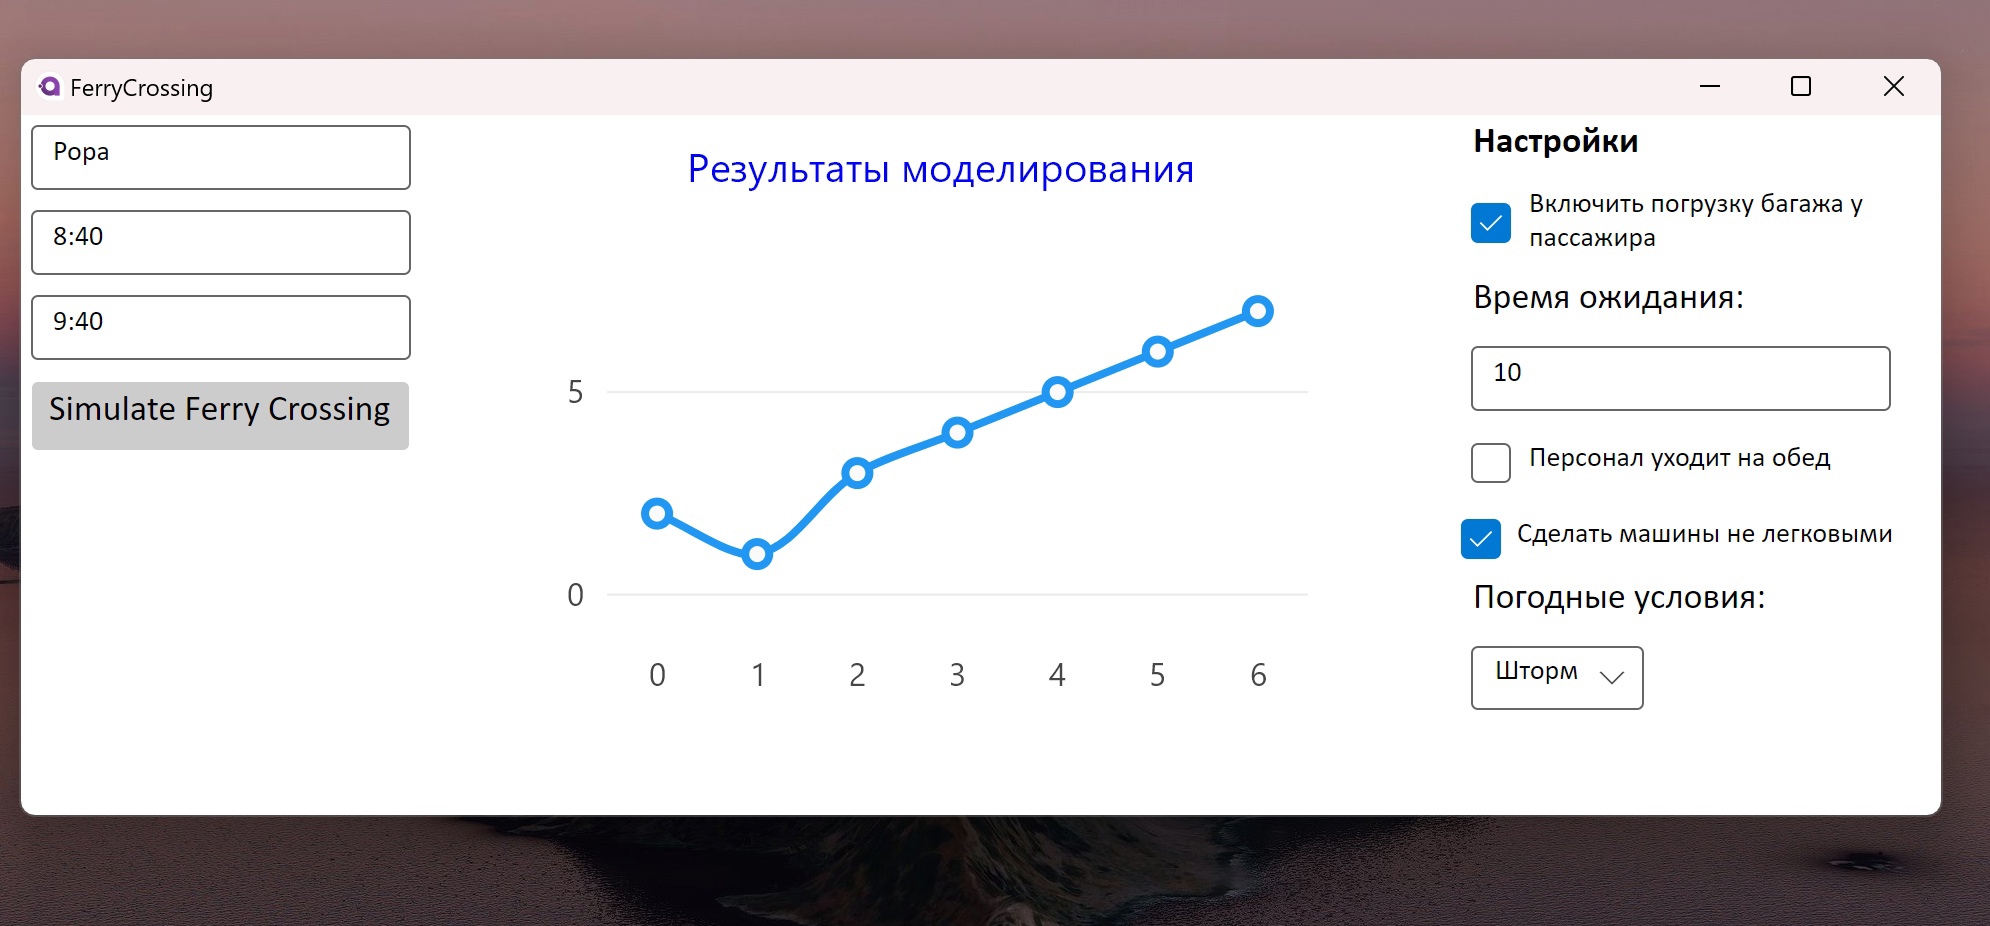 FerryCrossing
Popa
8:40
9:40
Simulate Ferry Crossing
Результаты моделирования
5
0
0 1 2 3 4 5 6
Настройки
Включить погрузку багажа у
пассажира
Время ожидания:
10
Персонал уходит на обед
Сделать машины не легковыми
Погодные условия:
Шторм